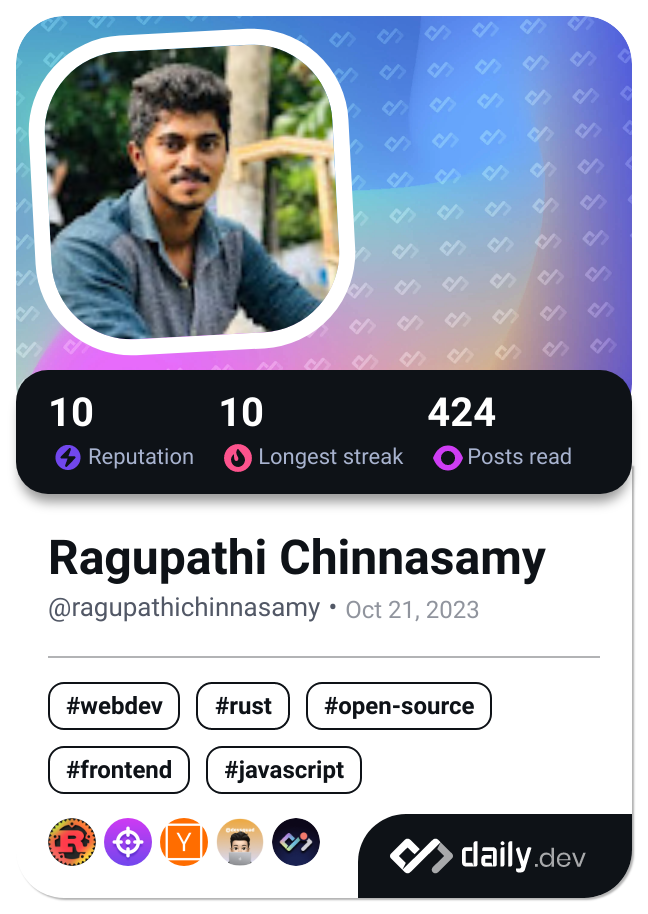 10 10 424
Reputation Longest streak Posts read
Ragupathi Chinnasamy
@ragupathichinnasamy • Oct 21, 2023
#webdev #rust #open-source
#frontend #javascript
R Y
daily.dev